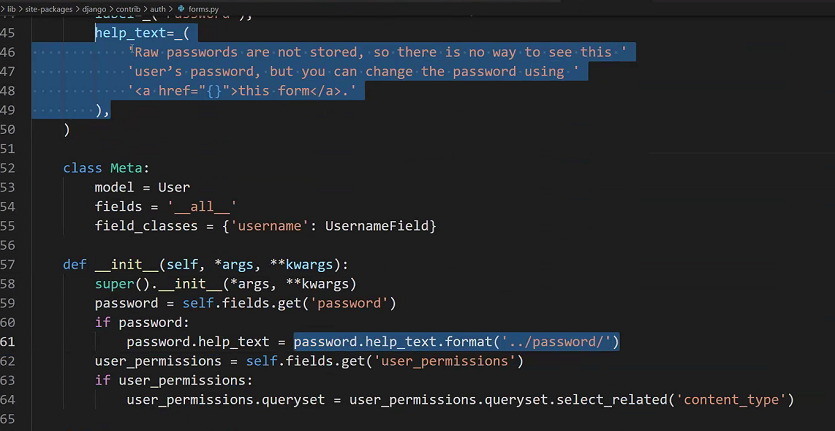 > lib > site-packages > django > contrib > auth > forms.py
44 label=_("Password"),
45 help_text=_(
46 'Raw passwords are not stored, so there is no way to see this '
47 'user’s password, but you can change the password using '
48 '<a href="{}">this form</a>.'
49 ),
50 )
51
52 class Meta:
53 model = User
54 fields = '__all__'
55 field_classes = {'username': UsernameField}
56
57 def __init__(self, *args, **kwargs):
58 super().__init__(*args, **kwargs)
59 password = self.fields.get('password')
60 if password:
61 password.help_text = password.help_text.format('../password/')
62 user_permissions = self.fields.get('user_permissions')
63 if user_permissions:
64 user_permissions.queryset = user_permissions.queryset.select_related('content_type')
65